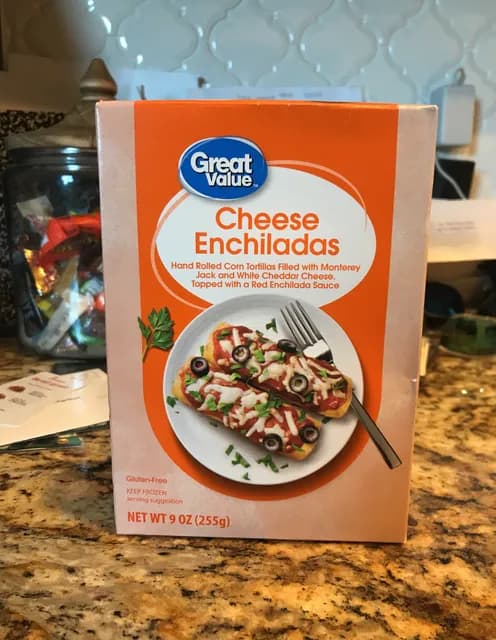 Great
Value™
Cheese
Enchiladas
Hand Rolled Corn Tortillas Filled with Monterey
Jack and White Cheddar Cheese,
Topped with a Red Enchilada Sauce
Gluten-Free
KEEP FROZEN
serving suggestion
NET WT 9 OZ (255g)